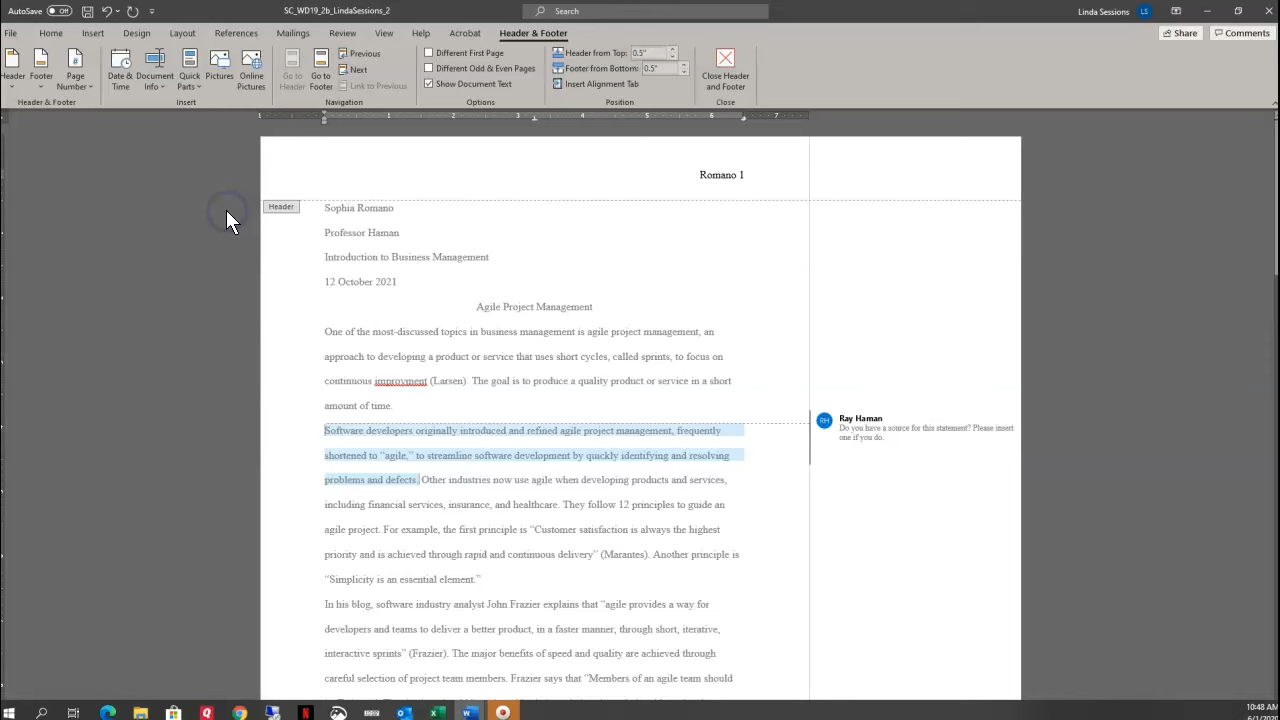 AutoSave Off SC_WD19_2b_LindaSessions_2 Search Linda Sessions LS
File Home Insert Design Layout References Mailings Review View Help Acrobat Header & Footer Share Comments
Header Footer Page Number
Date & Time Document Info Quick Parts Pictures Online Pictures
Go to Header Go to Footer
Previous
Next
Link to Previous
Different First Page
Different Odd & Even Pages
Show Document Text
Header from Top: 0.5"
Footer from Bottom: 0.5"
Insert Alignment Tab
Close Header and Footer
Header & Footer Insert Navigation Options Position Close
1 1 2 3 4 5 6 7
Romano 1
Header
Sophia Romano
Professor Haman
Introduction to Business Management
12 October 2021
Agile Project Management
One of the most-discussed topics in business management is agile project management, an
approach to developing a product or service that uses short cycles, called sprints, to focus on
continuous improvment (Larsen). The goal is to produce a quality product or service in a short
amount of time.
Software developers originally introduced and refined agile project management, frequently
shortened to “agile,” to streamline software development by quickly identifying and resolving
problems and defects. Other industries now use agile when developing products and services,
including financial services, insurance, and healthcare. They follow 12 principles to guide an
agile project. For example, the first principle is “Customer satisfaction is always the highest
priority and is achieved through rapid and continuous delivery” (Marantes). Another principle is
“Simplicity is an essential element.”
In his blog, software industry analyst John Frazier explains that “agile provides a way for
developers and teams to deliver a better product, in a faster manner, through short, iterative,
interactive sprints” (Frazier). The major benefits of speed and quality are achieved through
careful selection of project team members. Frazier says that “Members of an agile team should
RH Ray Haman
Do you have a source for this statement? Please insert
one if you do.
10:48 AM